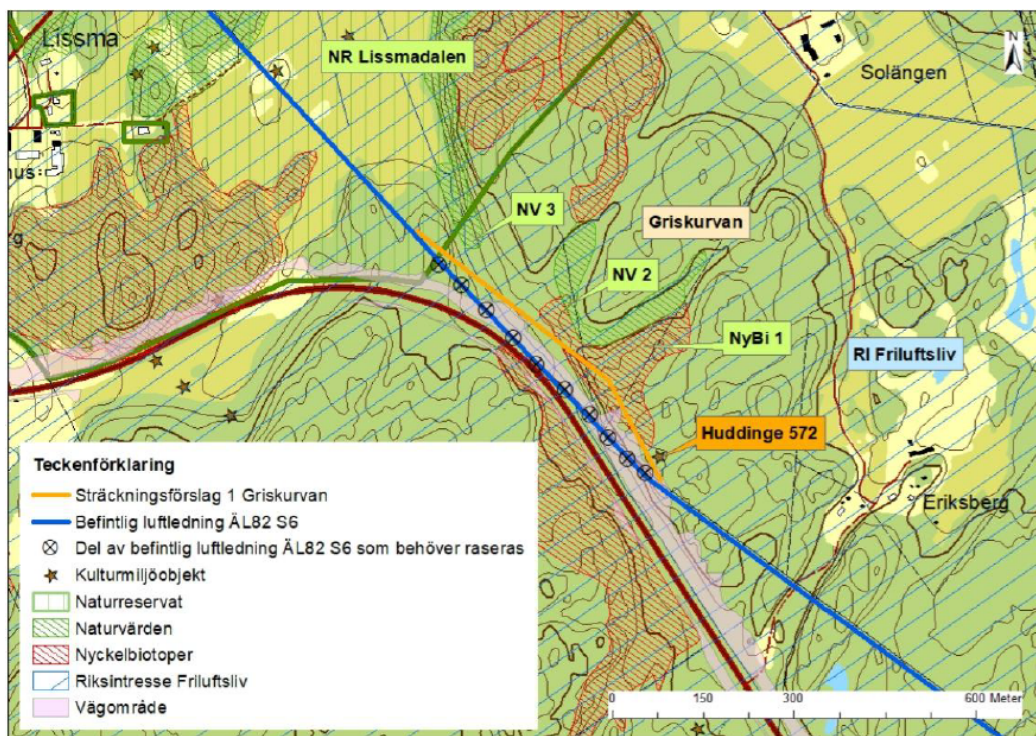 Lissma
NR Lissmadalen
N
Solängen
NV 3
Griskurvan
NV 2
NyBi 1
RI Friluftsliv
Huddinge 572
Eriksberg
Teckenförklaring
Sträckningsförslag 1 Griskurvan
Befintlig luftledning ÄL82 S6
Del av befintlig luftledning ÄL82 S6 som behöver raseras
Kulturmiljöobjekt
Naturreservat
Naturvärden
Nyckelbiotoper
Riksintresse Friluftsliv
Vägområde
0 150 300 600 Meter